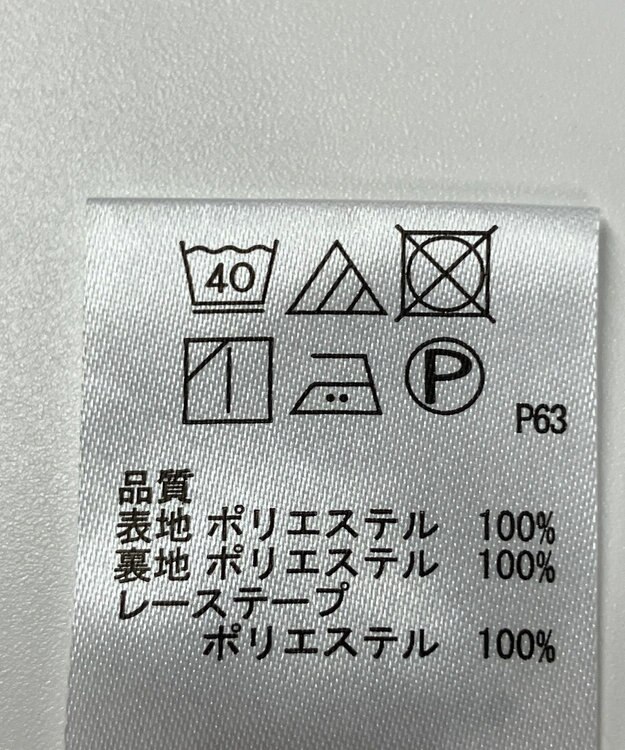 40
P
P63
品質
表地 ポリエステル 100%
裏地 ポリエステル 100%
レーステープ
ポリエステル 100%